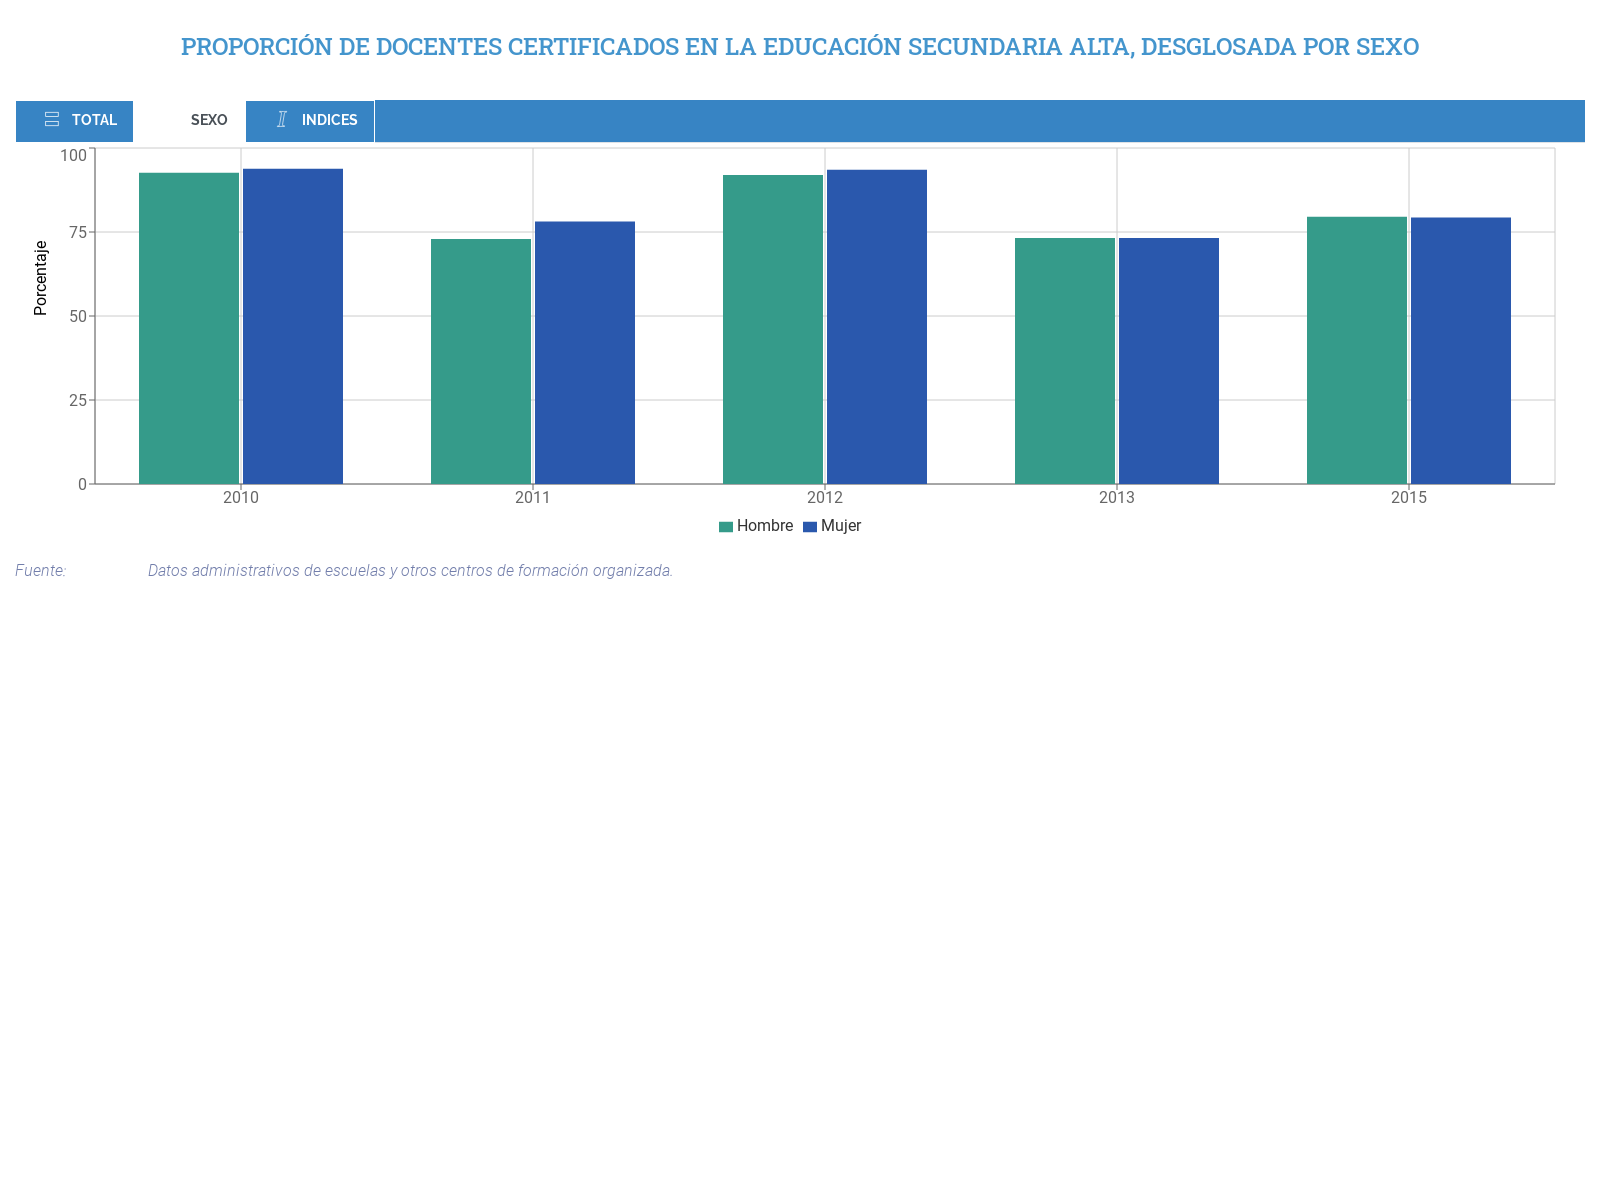 PROPORCIÓN DE DOCENTES CERTIFICADOS EN LA EDUCACIÓN SECUNDARIA ALTA, DESGLOSADA POR SEXO
TOTAL SEXO INDICES
100
75
50
25
0
Porcentaje
2010 2011 2012 2013 2015
Hombre Mujer
Fuente: Datos administrativos de escuelas y otros centros de formación organizada.